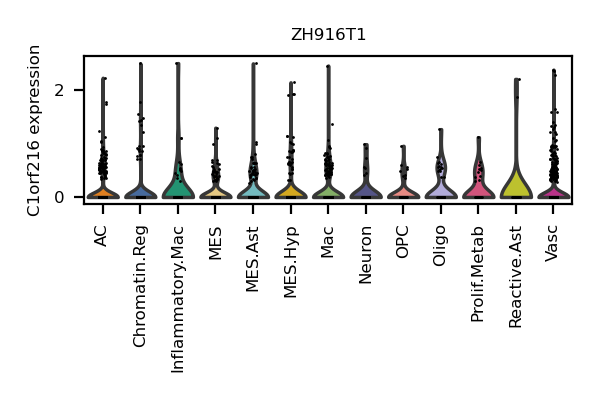 ZH916T1
C1orf216 expression
2
0
AC
Chromatin.Reg
Inflammatory.Mac
MES
MES.Ast
MES.Hyp
Mac
Neuron
OPC
Oligo
Prolif.Metab
Reactive.Ast
Vasc